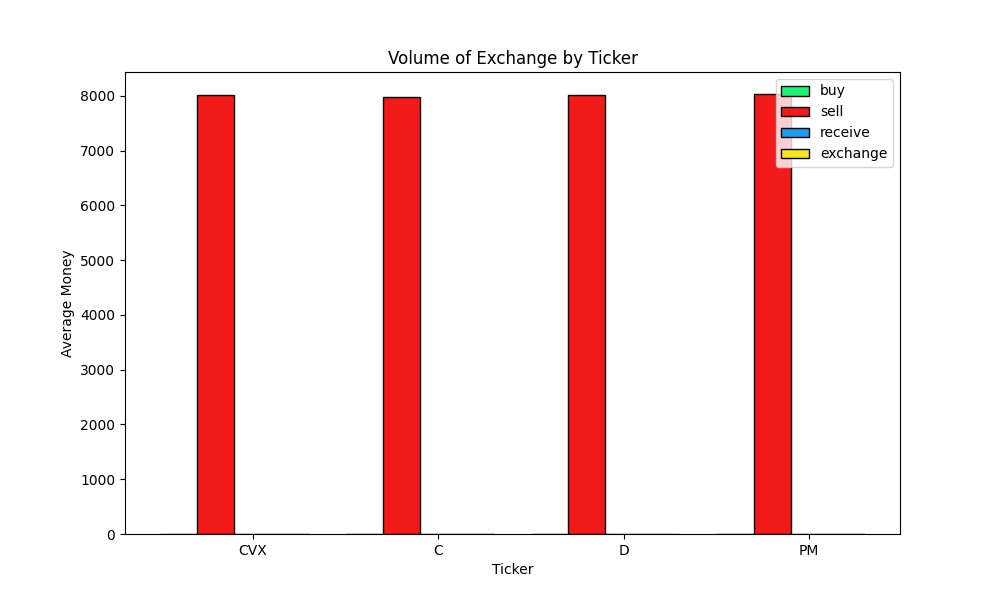 Volume of Exchange by Ticker
buy
sell
receive
exchange
8000
7000
6000
5000
4000
3000
2000
1000
0
Average Money
CVX
C
D
PM
Ticker